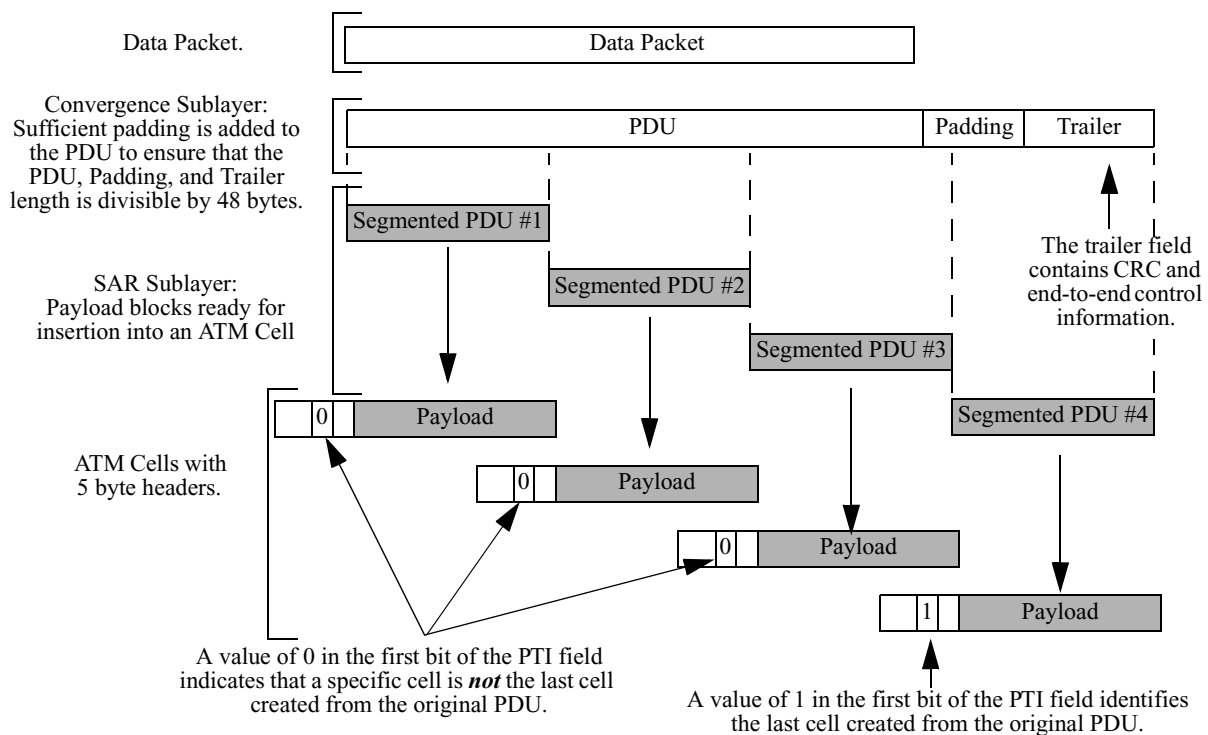 Data Packet.
Data Packet
Convergence Sublayer:
Sufficient padding is added to
the PDU to ensure that the
PDU, Padding, and Trailer
length is divisible by 48 bytes.
PDU
Padding
Trailer
Segmented PDU #1
The trailer field
contains CRC and
end-to-end control
information.
SAR Sublayer:
Payload blocks ready for
insertion into an ATM Cell
Segmented PDU #2
Segmented PDU #3
Segmented PDU #4
0
Payload
ATM Cells with
5 byte headers.
0
Payload
0
Payload
1
Payload
A value of 0 in the first bit of the PTI field
indicates that a specific cell is not the last cell
created from the original PDU.
A value of 1 in the first bit of the PTI field identifies
the last cell created from the original PDU.